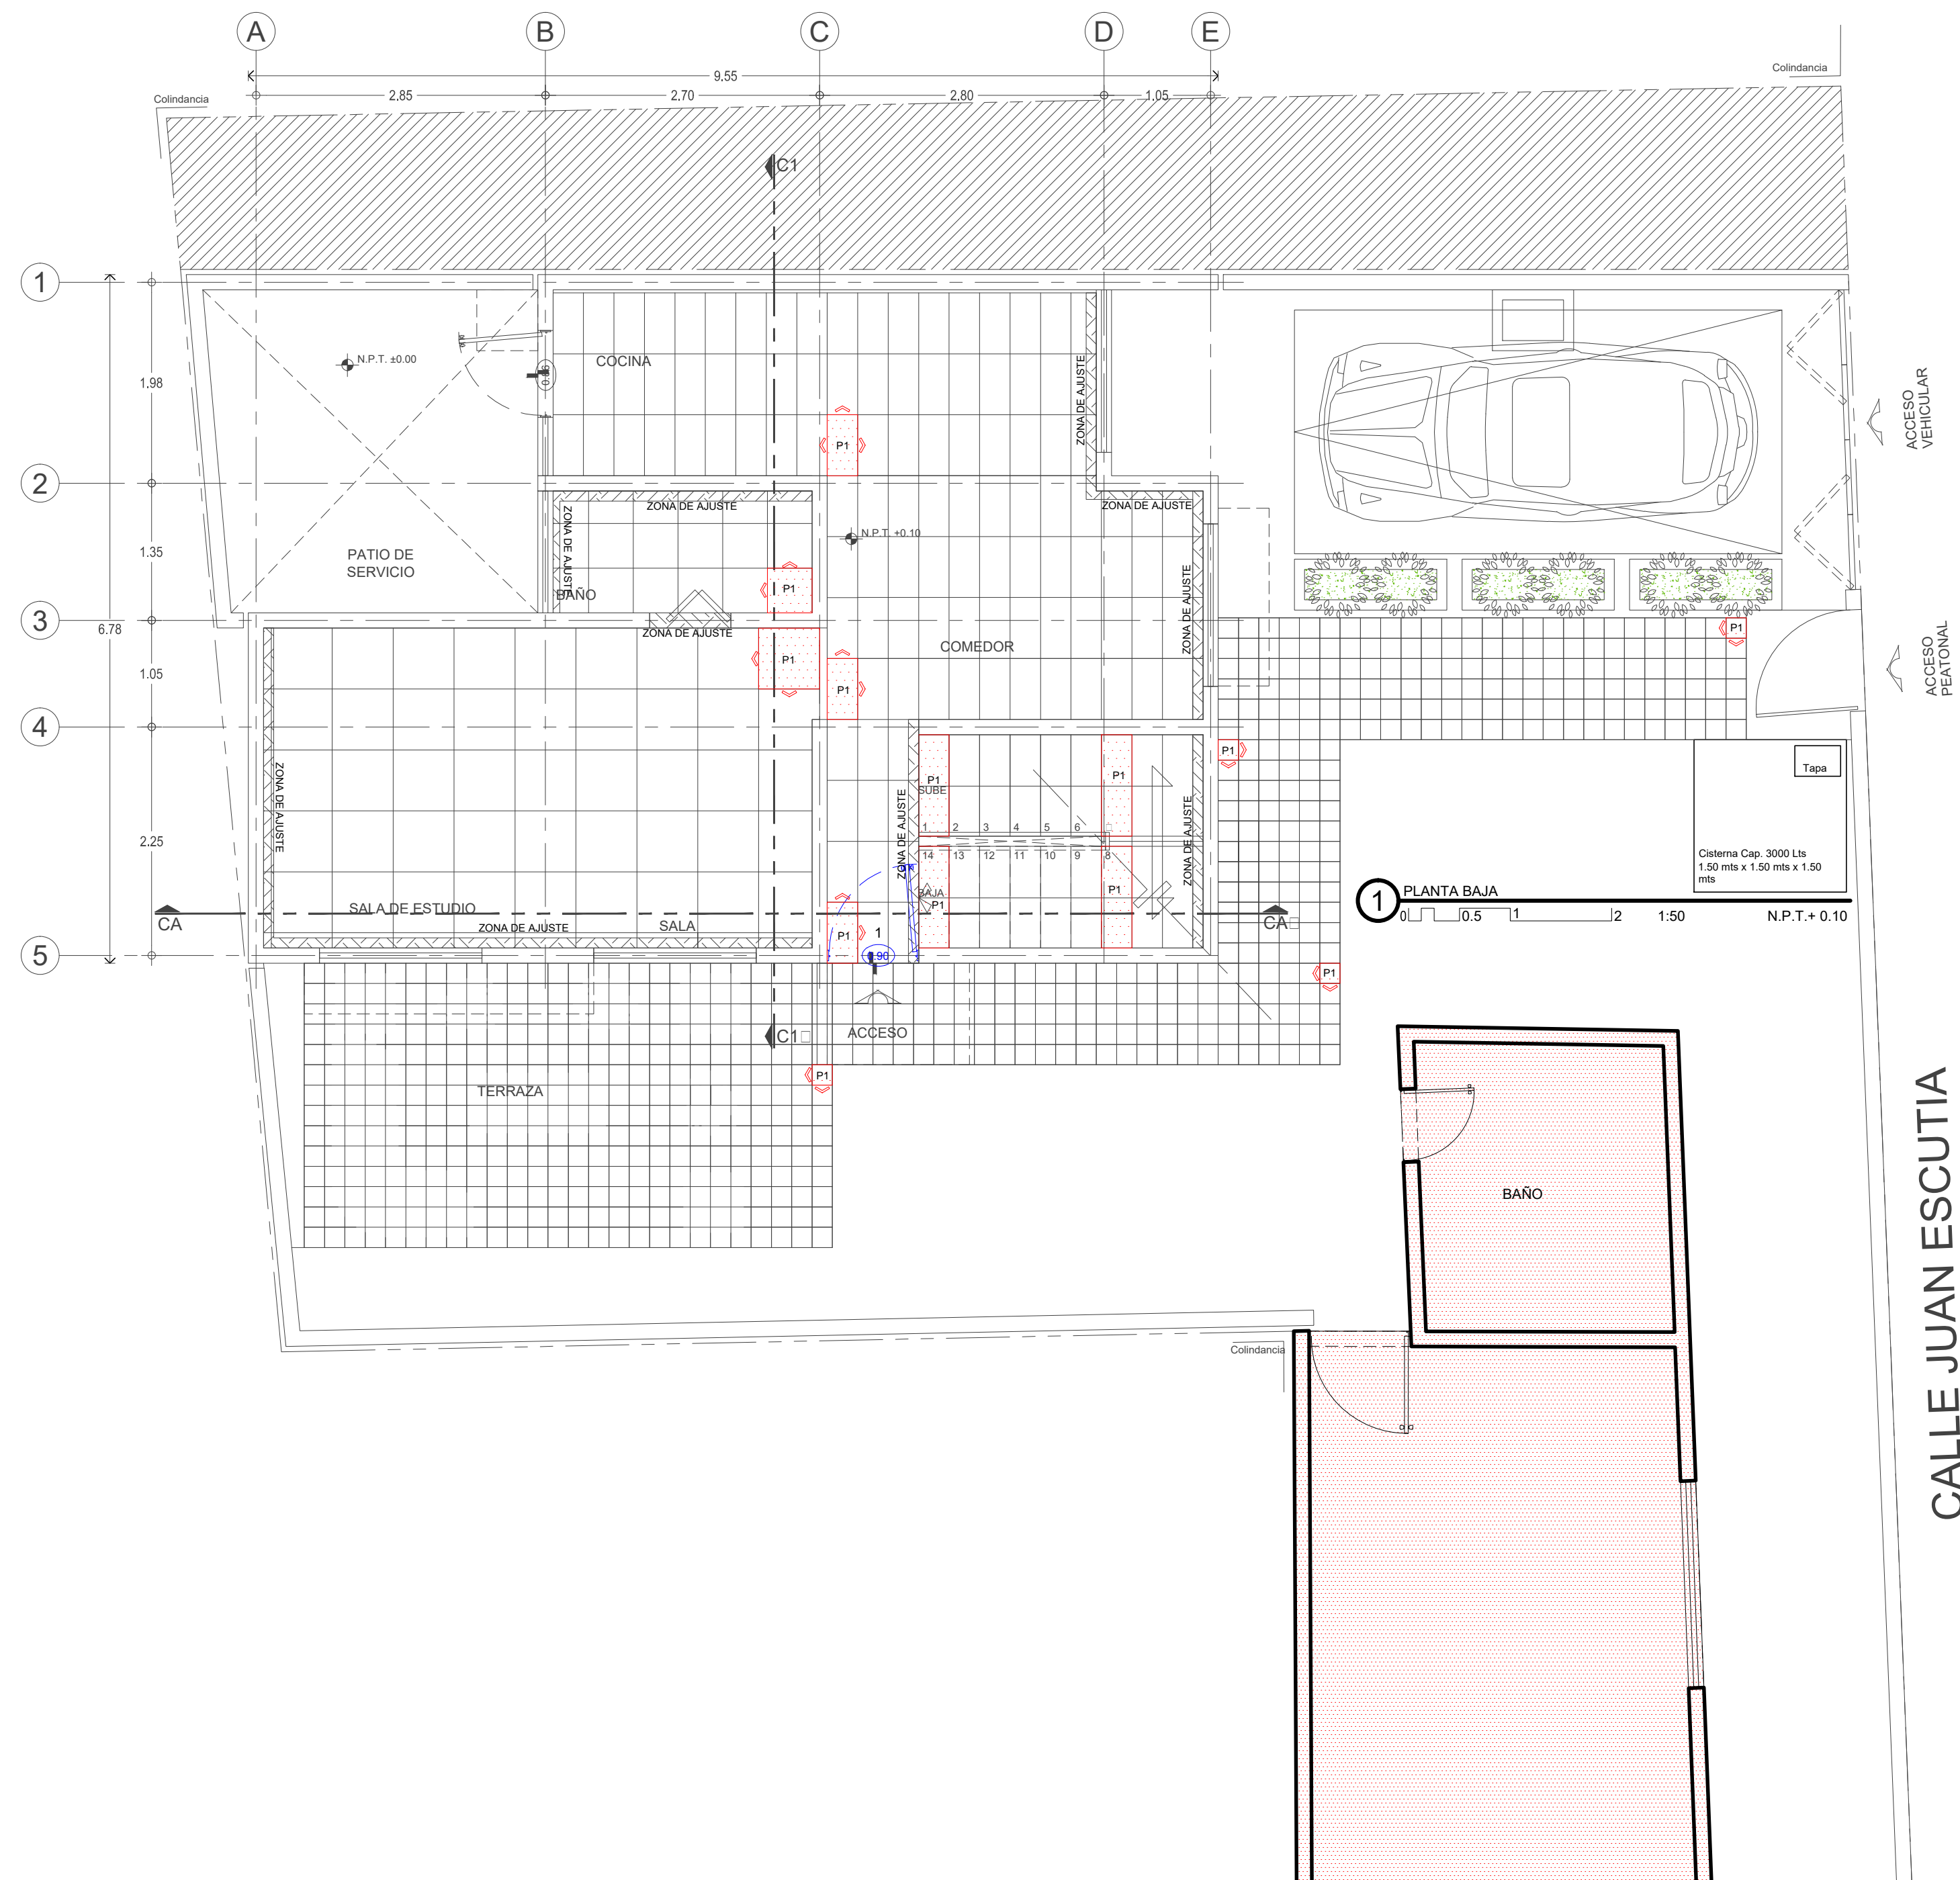 A
B
C
D
E
9.55
2.85
2.70
2.80
1.05
Colindancia
Colindancia
C1
1
1.98
N.P.T. ±0.00
COCINA
ZONA DE AJUSTE
P1
ACCESO
VEHICULAR
2
ZONA DE AJUSTE
ZONA DE AJUSTE
ZONA DE AJUSTE
N.P.T. +0.10
1.35
PATIO DE
SERVICIO
BAÑO
P1
ZONA DE AJUSTE
3
6.78
ZONA DE AJUSTE
COMEDOR
P1
ACCESO
PEATONAL
1.05
P1
P1
4
P1
2.25
ZONA DE AJUSTE
P1
SUBE
P1
ZONA DE AJUSTE
ZONA DE AJUSTE
Tapa
1 2 3 4 5 6
14 13 12 11 10 9 8
BAJA
P1
P1
Cisterna Cap. 3000 Lts
1.50 mts x 1.50 mts x 1.50
mts
1
PLANTA BAJA
0 0.5 1 2 1:50 N.P.T.+ 0.10
CA
SALA DE ESTUDIO
SALA
ZONA DE AJUSTE
P1
1
CA
5
0.90
P1
C1
ACCESO
P1
TERRAZA
BAÑO
Colindancia
CALLE JUAN ESCUTIA